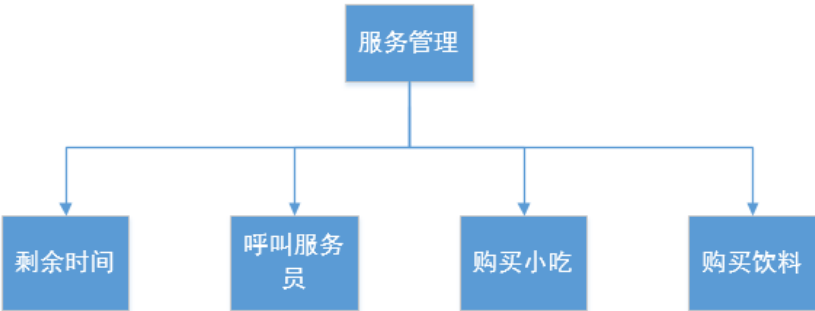 服务管理
剩余时间
呼叫服务
员
购买小吃
购买饮料